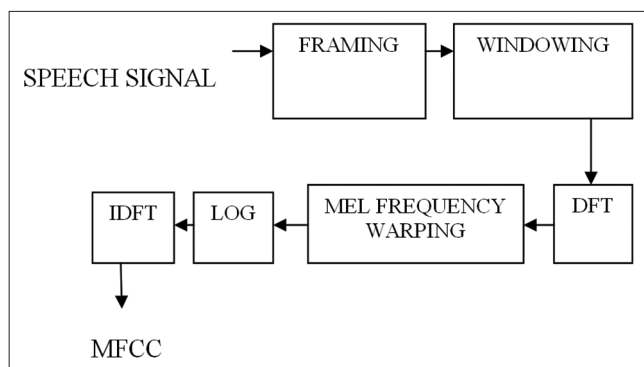 SPEECH SIGNAL
FRAMING
WINDOWING
DFT
MEL FREQUENCY
WARPING
LOG
IDFT
MFCC